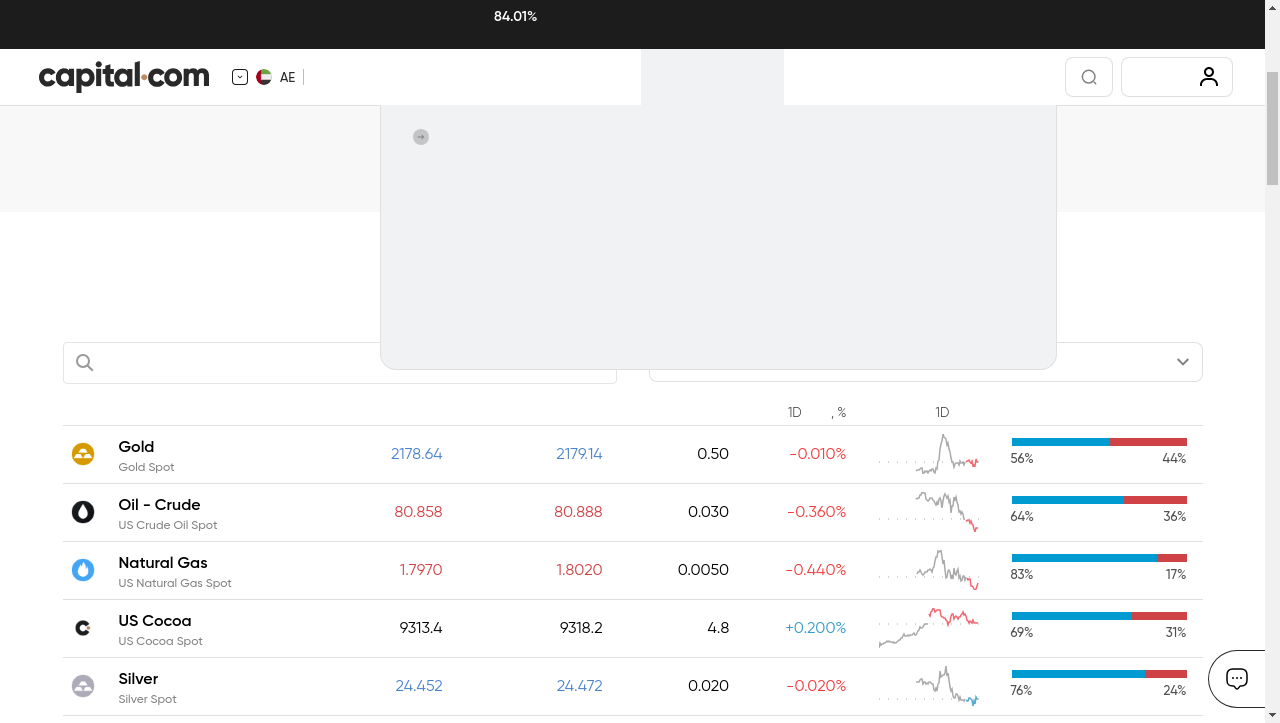 84.01%
capital.com
AE
1D , % 1D
Gold 2178.64 2179.14 0.50 -0.010% 56% 44%
Gold Spot
Oil - Crude 80.858 80.888 0.030 -0.360% 64% 36%
US Crude Oil Spot
Natural Gas 1.7970 1.8020 0.0050 -0.440% 83% 17%
US Natural Gas Spot
US Cocoa 9313.4 9318.2 4.8 +0.200% 69% 31%
US Cocoa Spot
Silver 24.452 24.472 0.020 -0.020% 76% 24%
Silver Spot